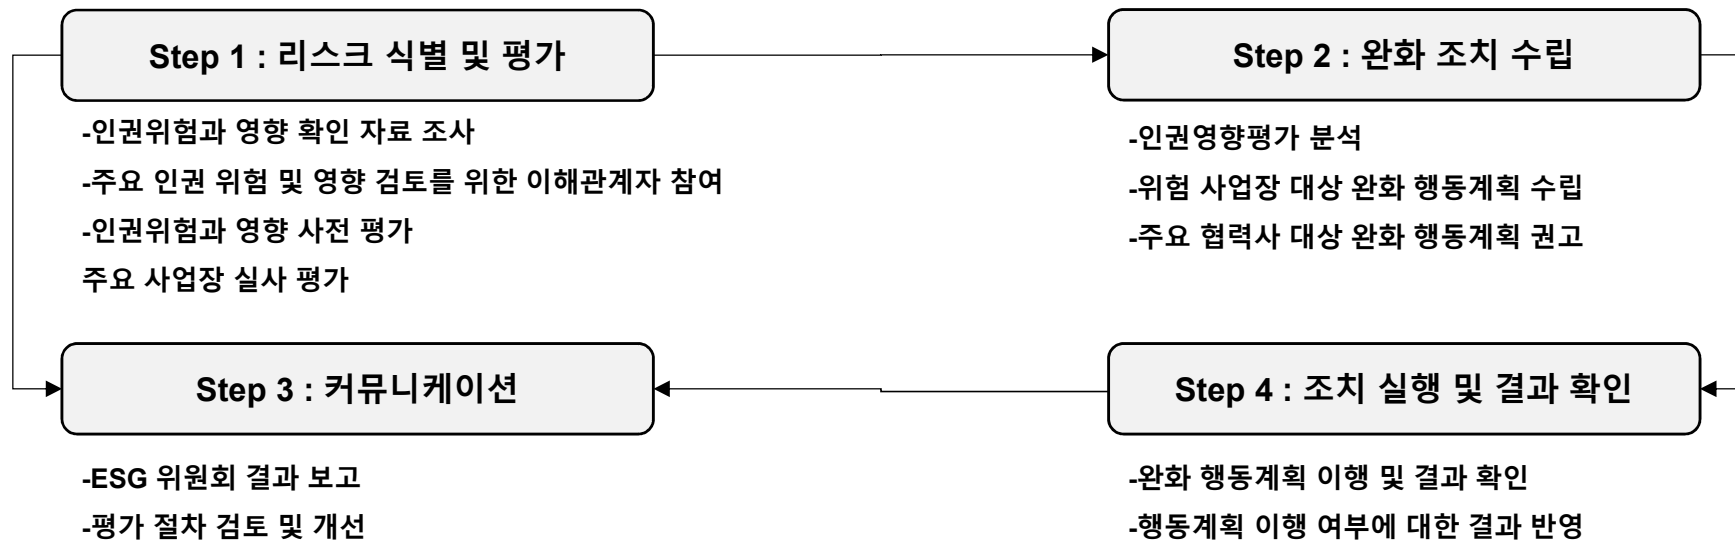 Step 1 : 리스크 식별 및 평가
-인권위험과 영향 확인 자료 조사
-주요 인권 위험 및 영향 검토를 위한 이해관계자 참여
-인권위험과 영향 사전 평가
주요 사업장 실사 평가
Step 2 : 완화 조치 수립
-인권영향평가 분석
-위험 사업장 대상 완화 행동계획 수립
-주요 협력사 대상 완화 행동계획 권고
Step 3 : 커뮤니케이션
-ESG 위원회 결과 보고
-평가 절차 검토 및 개선
Step 4 : 조치 실행 및 결과 확인
-완화 행동계획 이행 및 결과 확인
-행동계획 이행 여부에 대한 결과 반영